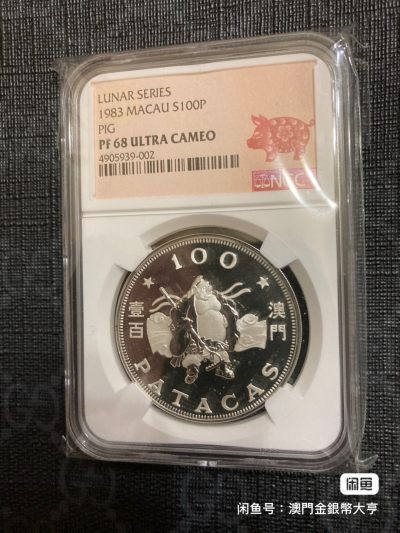 LUNAR SERIES
1983 MACAU S100P
PIG
PF 68 ULTRA CAMEO
4905939-002
NGC
100
壹百
澳門
PATACAS
闲鱼
闲鱼号：澳門金銀幣大亨